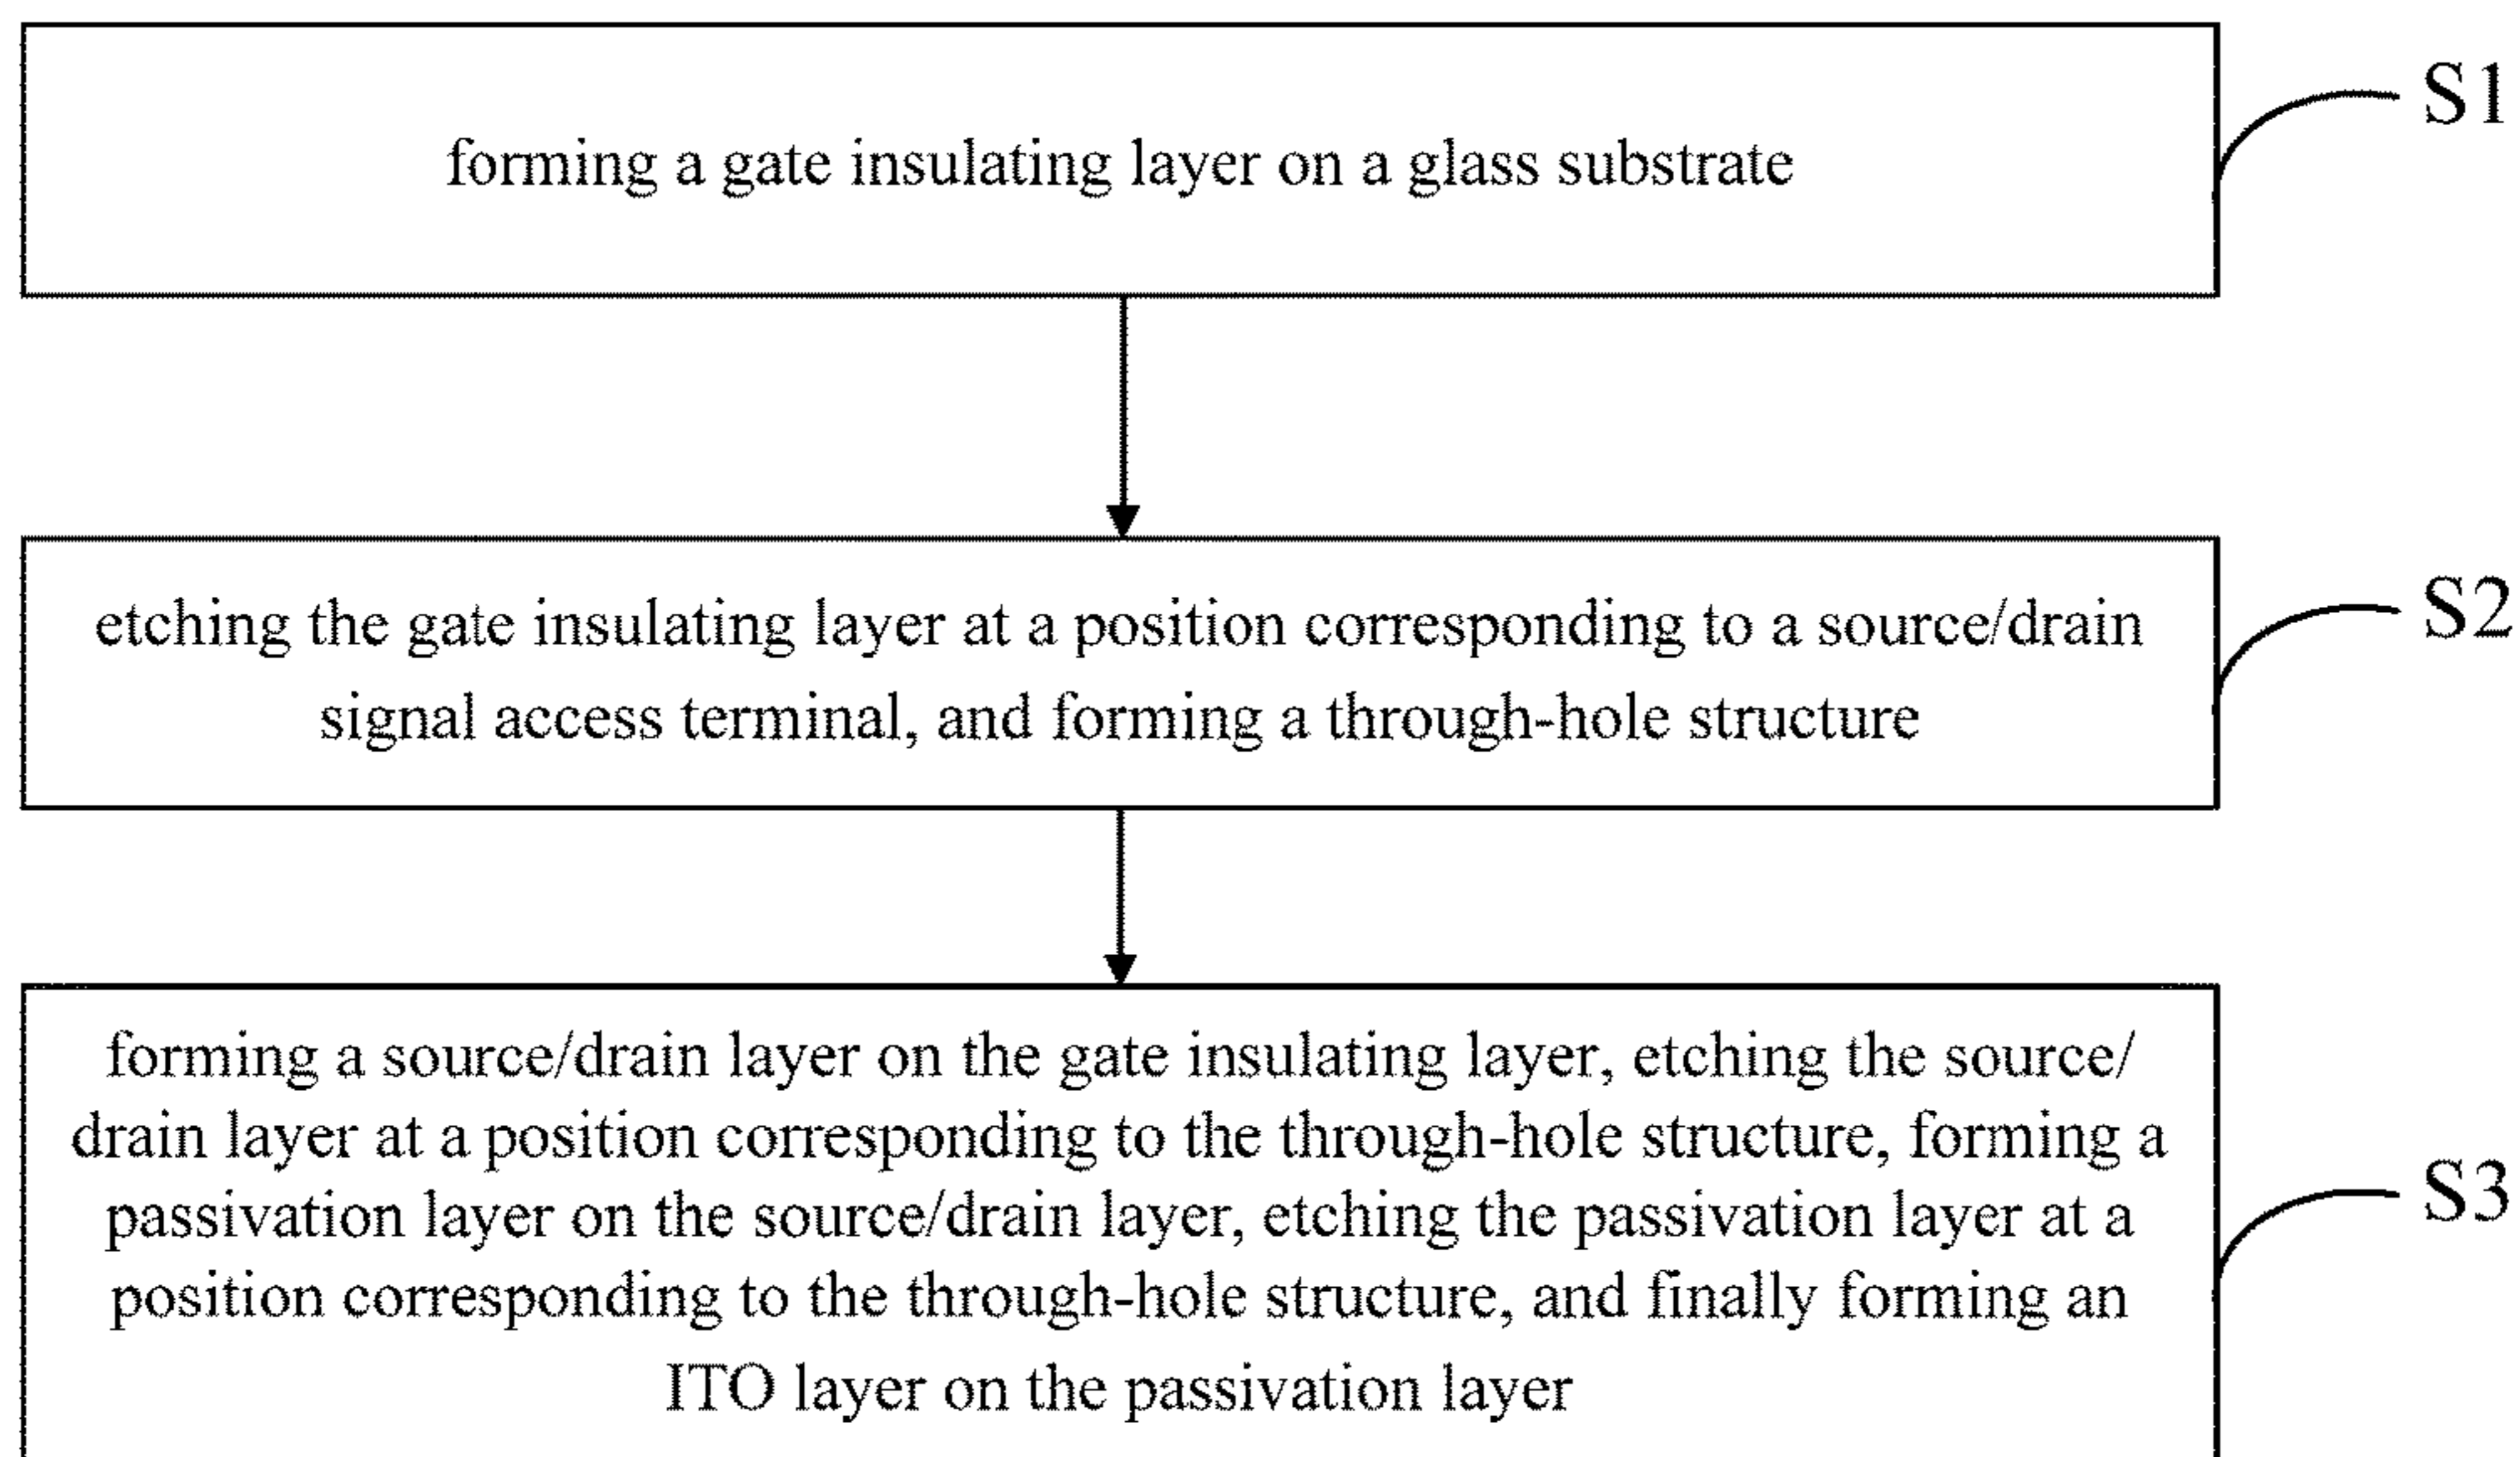 forming a gate insulating layer on a glass substrate
S1
etching the gate insulating layer at a position corresponding to a source/drain
signal access terminal, and forming a through-hole structure
S2
forming a source/drain layer on the gate insulating layer, etching the source/
drain layer at a position corresponding to the through-hole structure, forming a
passivation layer on the source/drain layer, etching the passivation layer at a
position corresponding to the through-hole structure, and finally forming an
ITO layer on the passivation layer
S3